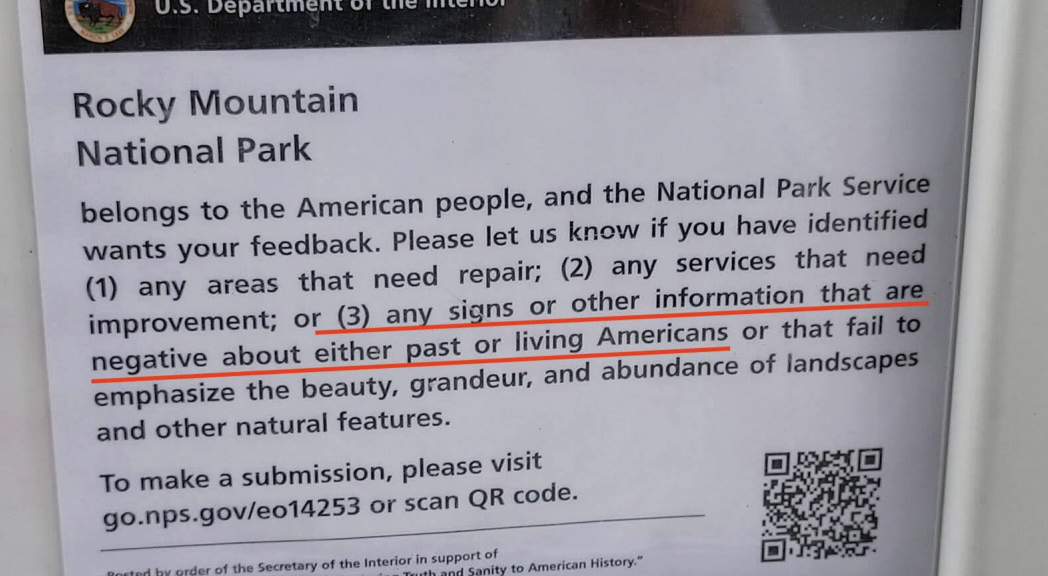 U.S. Department of the Interior
Rocky Mountain
National Park
belongs to the American people, and the National Park Service
wants your feedback. Please let us know if you have identified
(1) any areas that need repair; (2) any services that need
improvement; or (3) any signs or other information that are
negative about either past or living Americans or that fail to
emphasize the beauty, grandeur, and abundance of landscapes
and other natural features.
To make a submission, please visit
go.nps.gov/eo14253 or scan QR code.
Posted by order of the Secretary of the Interior in support of
Truth and Sanity to American History."